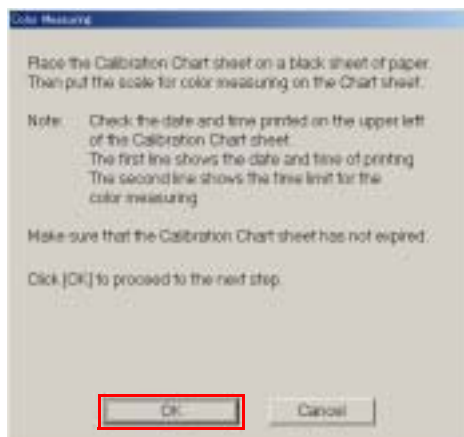 Color Measuring
Place the Calibration Chart sheet on a black sheet of paper.
Then put the scale for color measuring on the Chart sheet.
Note: Check the date and time printed on the upper left
of the Calibration Chart sheet.
The first line shows the date and time of printing
The second line shows the time limit for the
color measuring
Make sure that the Calibration Chart sheet has not expired.
Click [OK] to proceed to the next step.
OK
Cancel